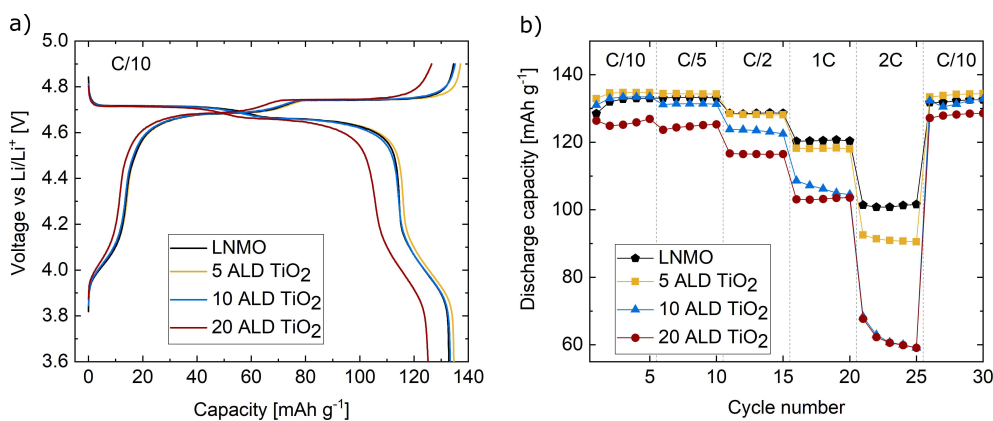 a)
C/10
5.0
4.8
4.6
4.4
4.2
4.0
3.8
3.6
Voltage vs Li/Li⁺ [V]
LNMO
5 ALD TiO₂
10 ALD TiO₂
20 ALD TiO₂
0 20 40 60 80 100 120 140
Capacity [mAh g⁻¹]
b)
C/10 C/5 C/2 1C 2C C/10
140
120
100
80
60
Discharge capacity [mAh g⁻¹]
LNMO
5 ALD TiO₂
10 ALD TiO₂
20 ALD TiO₂
5 10 15 20 25 30
Cycle number